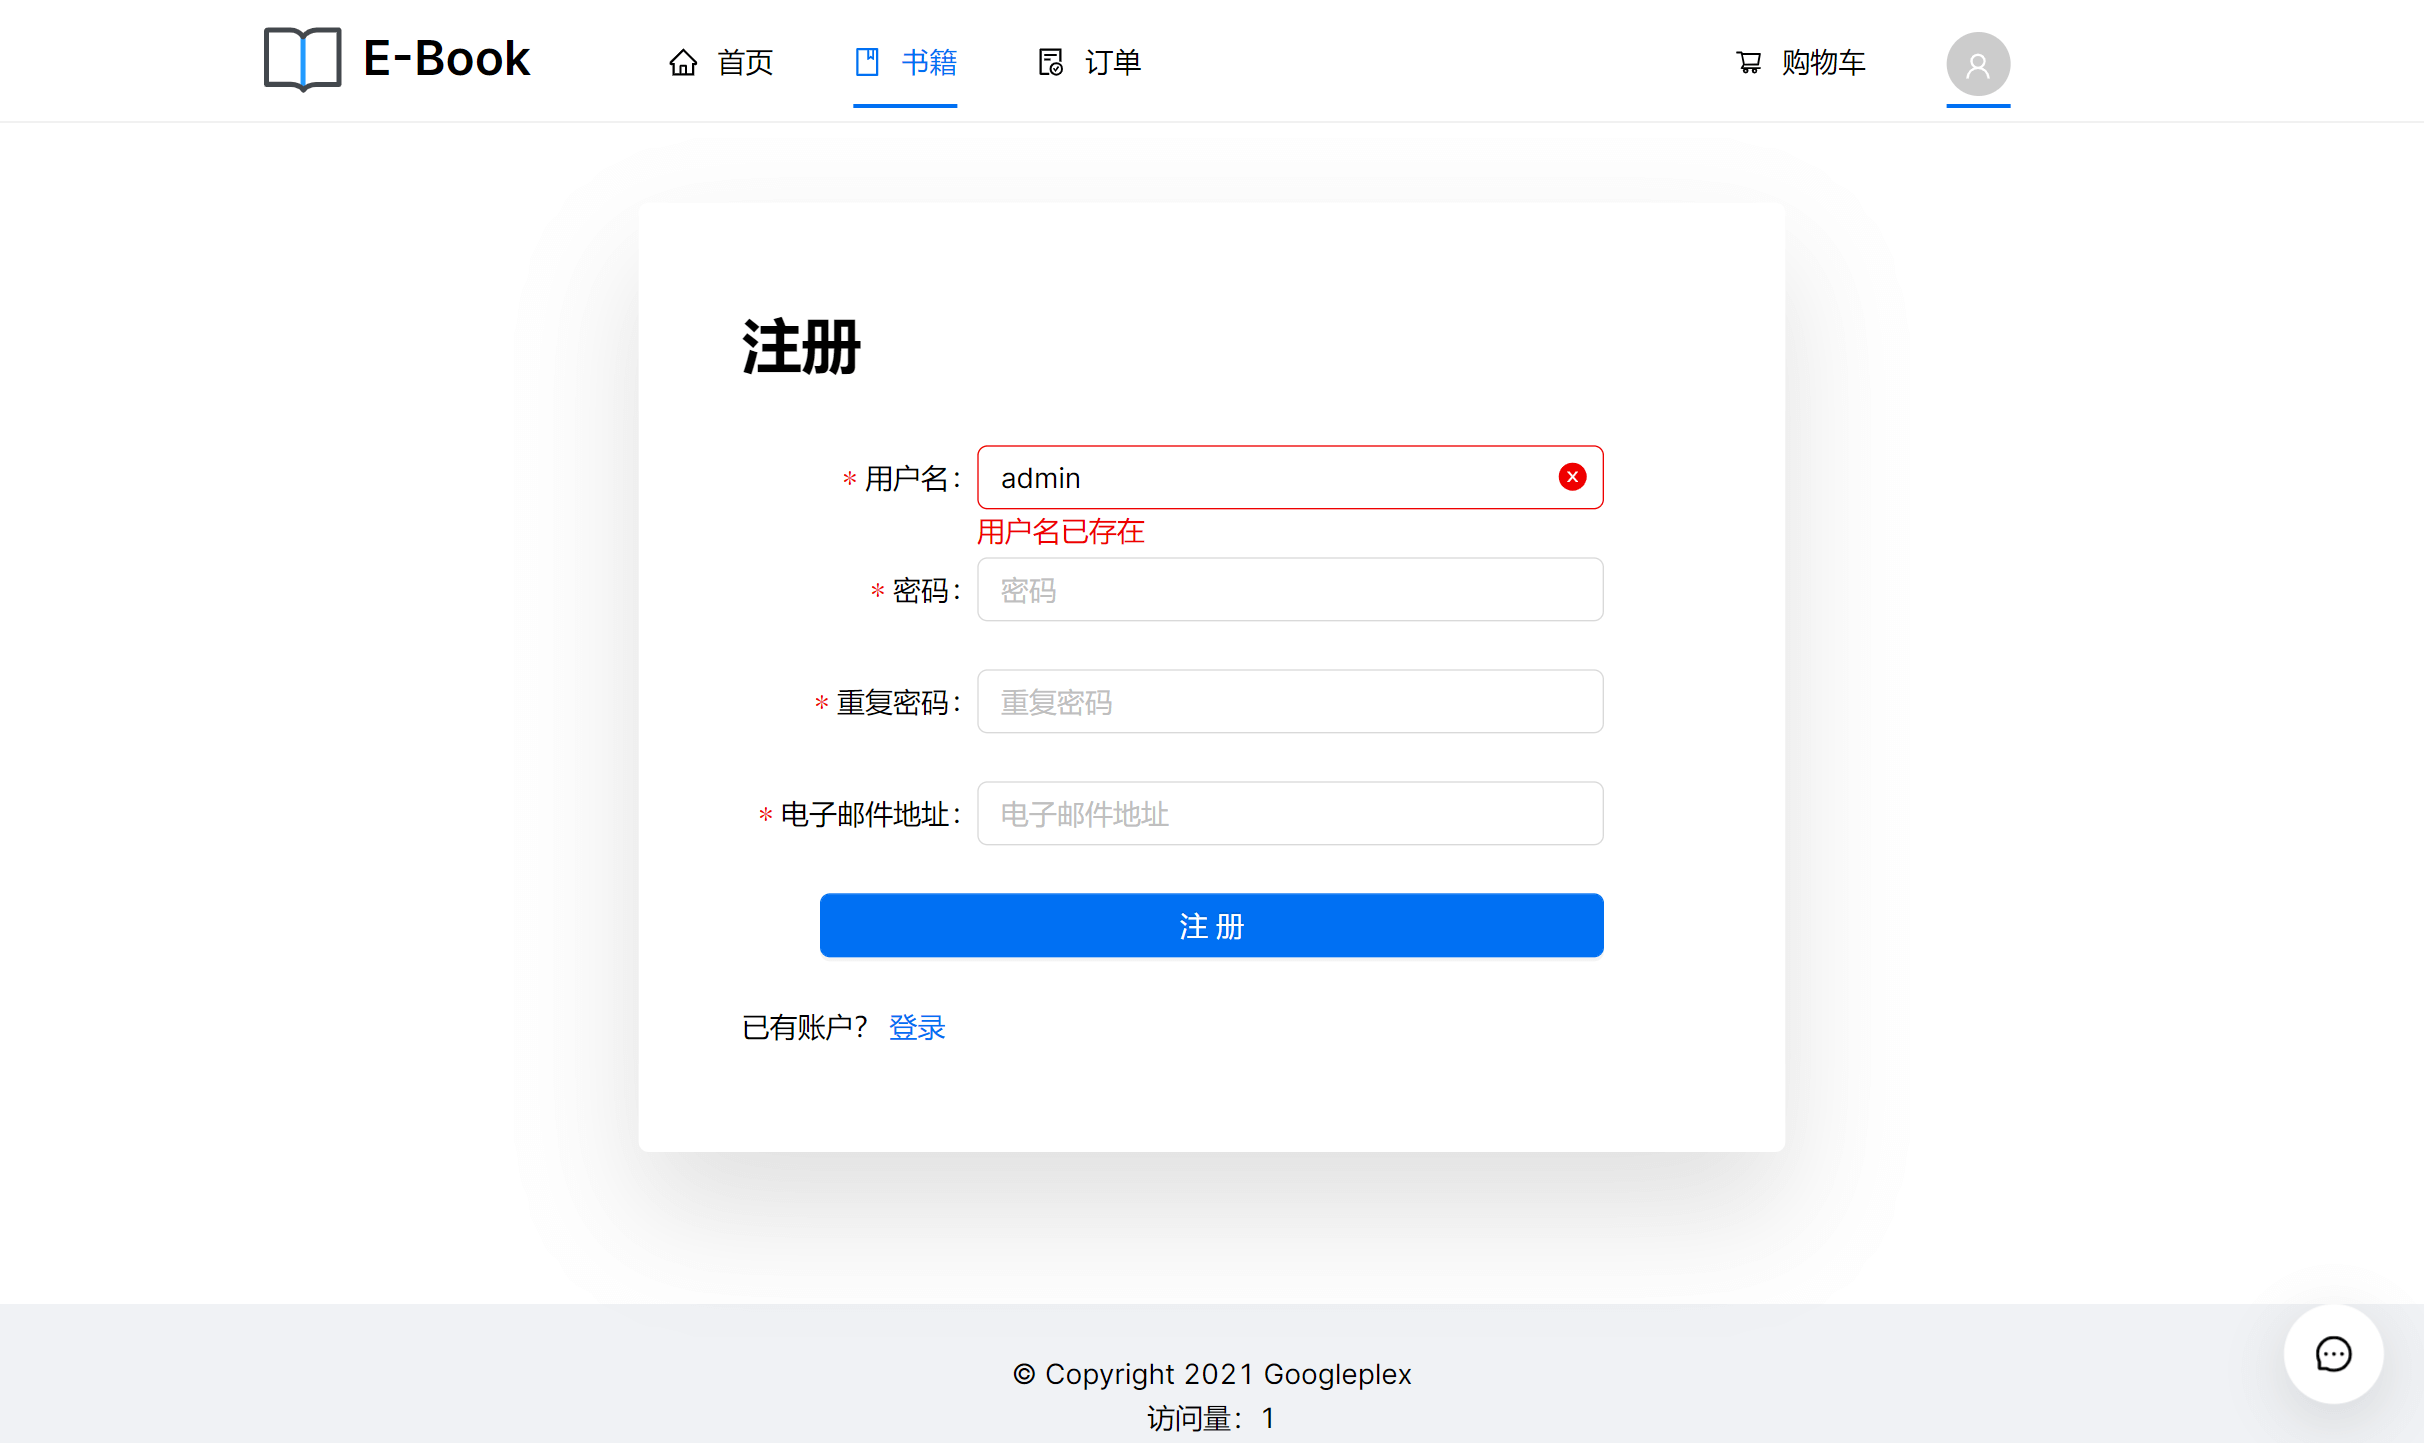 E-Book 首页 书籍 订单 购物车
注册
* 用户名: admin
用户名已存在
* 密码: 密码
* 重复密码: 重复密码
* 电子邮件地址: 电子邮件地址
注 册
已有账户? 登录
© Copyright 2021 Googleplex
访问量: 1